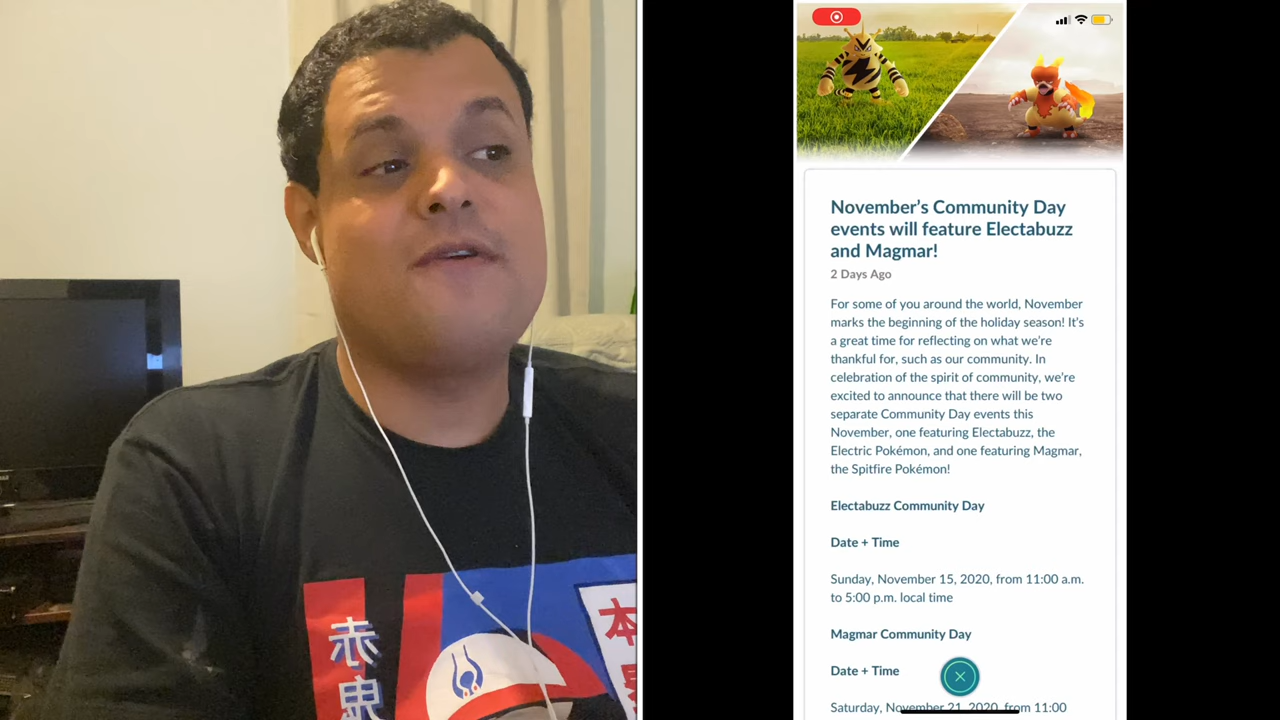 November's Community Day
events will feature Electabuzz
and Magmar!
2 Days Ago
For some of you around the world, November
marks the beginning of the holiday season! It's
a great time for reflecting on what we're
thankful for, such as our community. In
celebration of the spirit of community, we're
excited to announce that there will be two
separate Community Day events this
November, one featuring Electabuzz, the
Electric Pokémon, and one featuring Magmar,
the Spitfire Pokémon!
Electabuzz Community Day
Date + Time
Sunday, November 15, 2020, from 11:00 a.m.
to 5:00 p.m. local time
Magmar Community Day
Date + Time
Saturday, November 21, 2020, from 11:00
赤
鬼
本